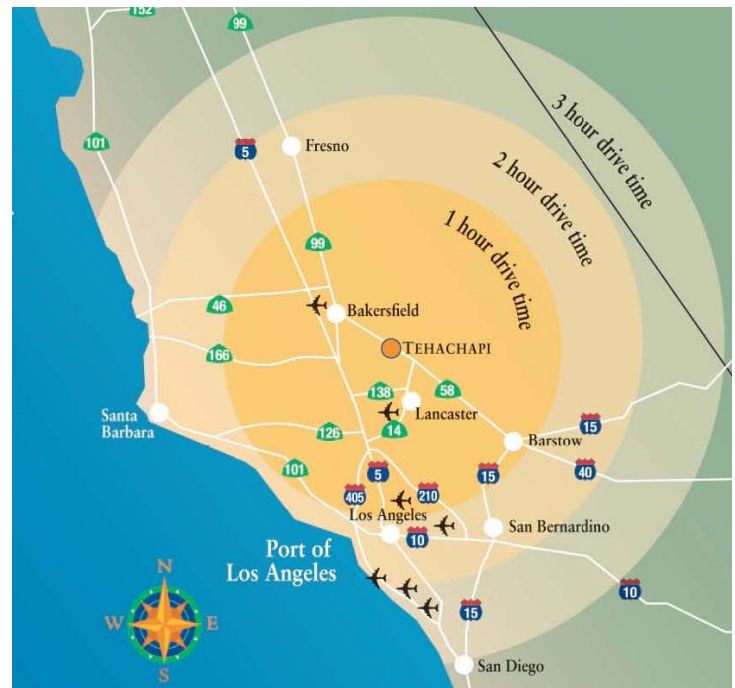 152
99
101
5
Fresno
3 hour drive time
2 hour drive time
1 hour drive time
99
46
Bakersfield
166
TEHACHAPI
138
58
Lancaster
Santa
Barbara
126
14
Barstow
15
101
5
15
40
405
210
Los Angeles
San Bernardino
10
Port of
Los Angeles
10
N
W E
S
15
San Diego